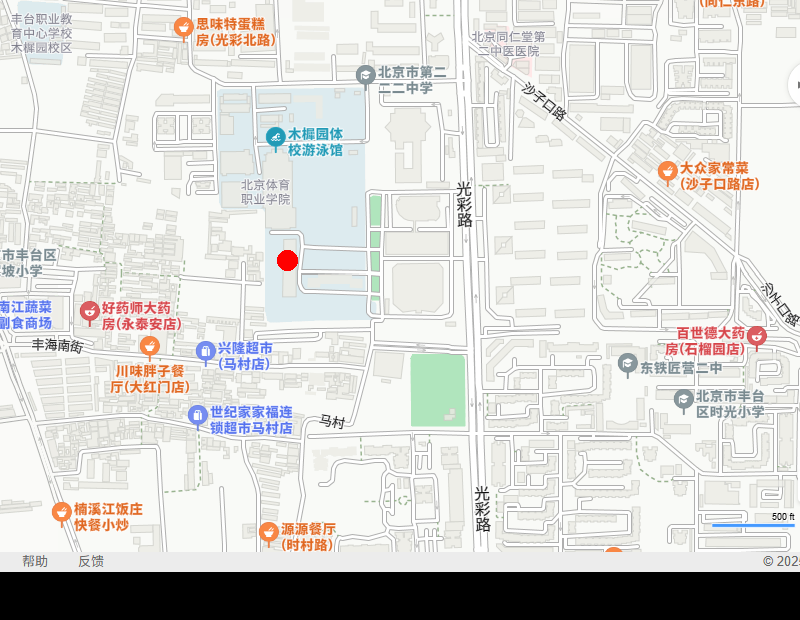 思味特蛋糕
房(光彩北路)
丰台职业教
育中心学校
木樨园校区
(同仁东路)
北京同仁堂第
二中医医院
北京市第二
二二中学
沙子口路
木樨园体
校游泳馆
大众家常菜
(沙子口路店)
北京体育
职业学院
光彩路
市丰台区
坡小学
沙子口路
南江蔬菜
副食商场
好药师大药
房(永泰安店)
百世德大药
房(石榴园店)
丰海南街
兴隆超市
(马村店)
川味胖子餐
厅(大红门店)
东铁匠营二中
北京市丰台
区时光小学
世纪家家福连
锁超市马村店
马村
光彩路
楠溪江饭庄
快餐小炒
源源餐厅
(时村路)
500 ft
帮助
反馈
© 202